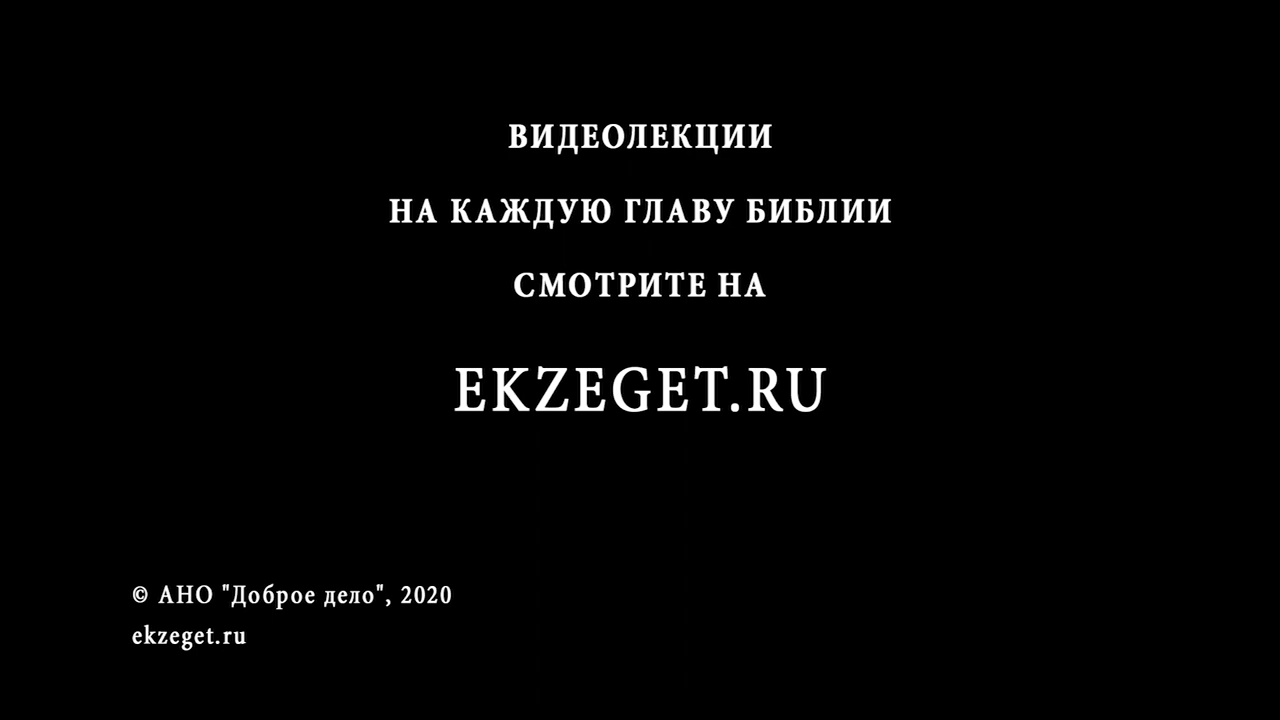 ВИДЕОЛЕКЦИИ
НА КАЖДУЮ ГЛАВУ БИБЛИИ
СМОТРИТЕ НА
EKZEGET.RU
© АНО "Доброе дело", 2020
ekzeget.ru